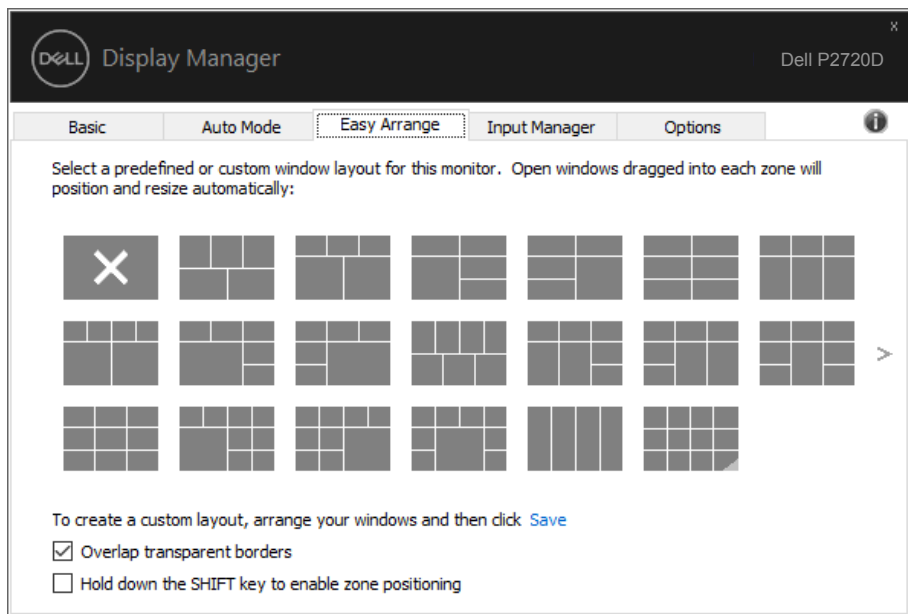 x
DELL Display Manager
Dell P2720D
Basic Auto Mode Easy Arrange Input Manager Options
Select a predefined or custom window layout for this monitor. Open windows dragged into each zone will
position and resize automatically:
>
To create a custom layout, arrange your windows and then click Save
Overlap transparent borders
Hold down the SHIFT key to enable zone positioning